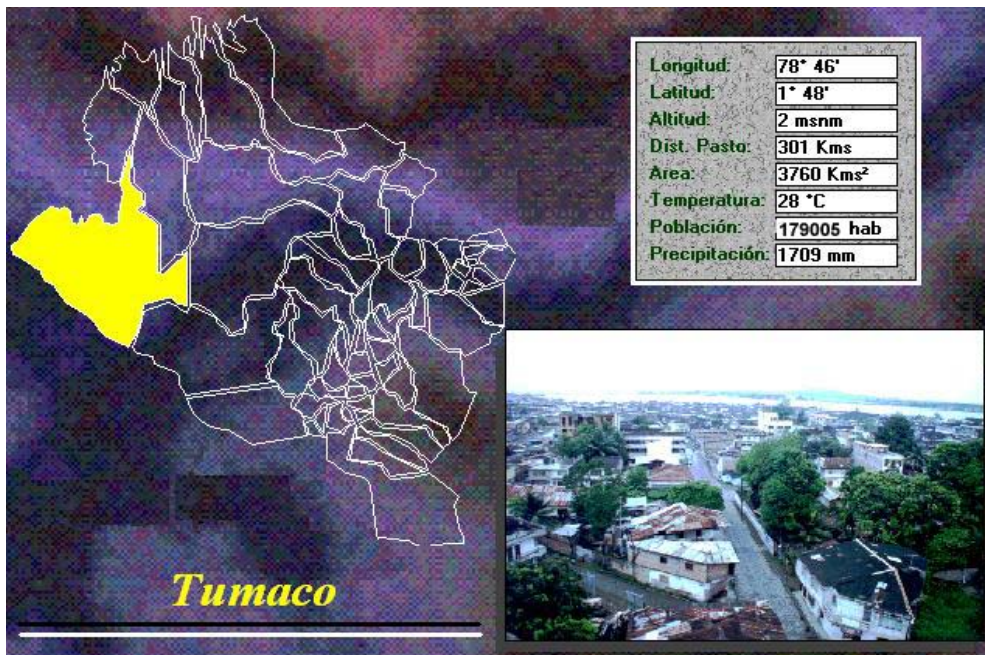 Longitud: 78° 46'
Latitud: 1° 48'
Altitud: 2 msnm
Dist. Pasto: 301 Kms
Area: 3760 Kms²
Temperatura: 28 °C
Población: 179005 hab
Precipitación: 1709 mm
Tumaco